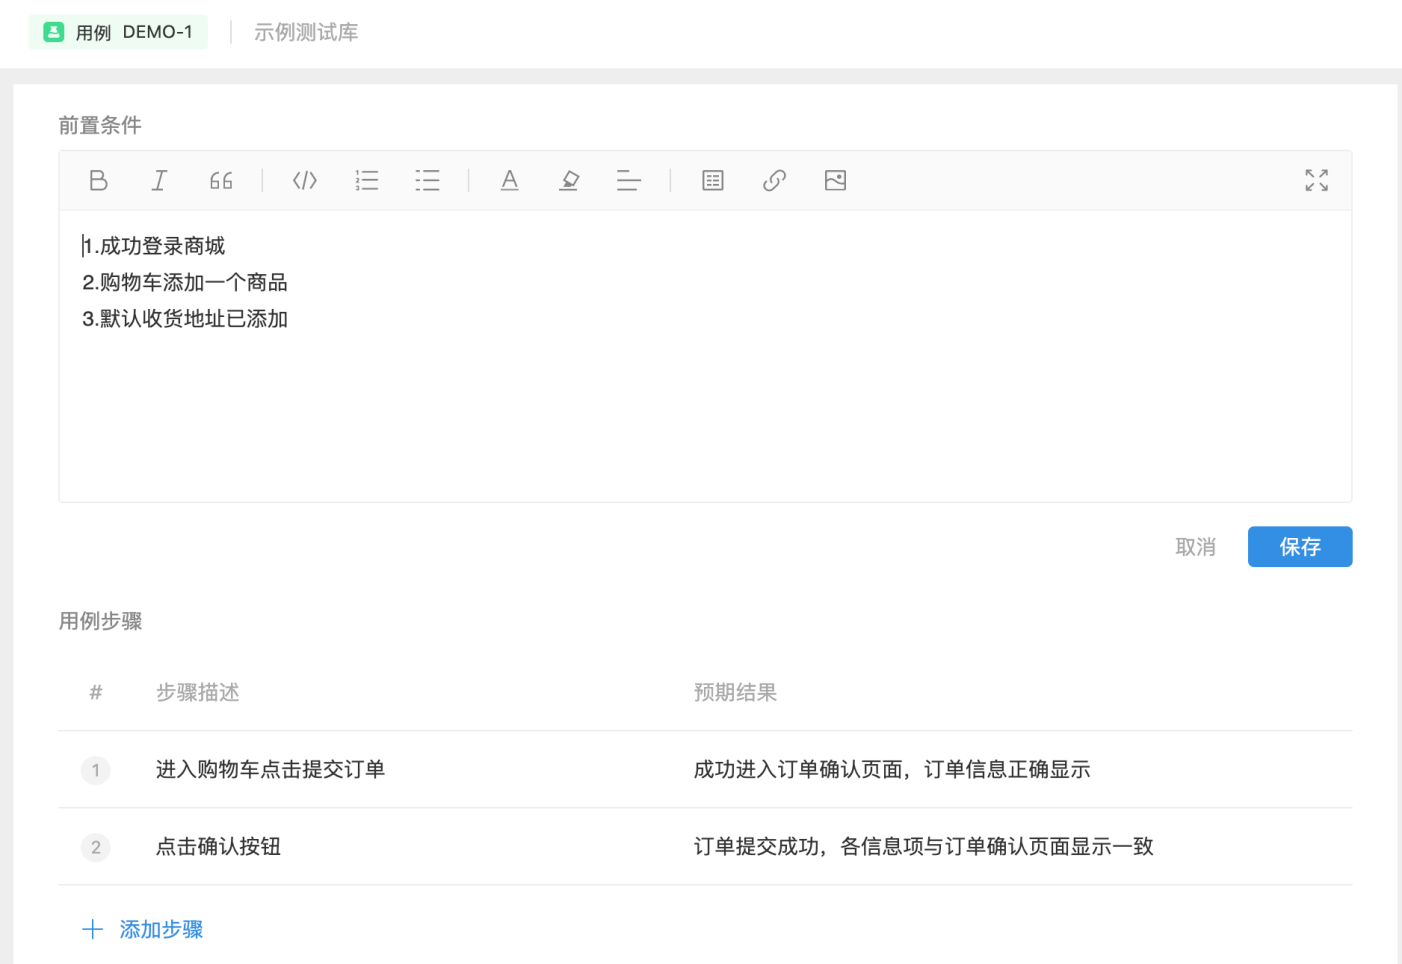 用例 DEMO-1 示例测试库
前置条件
1.成功登录商城
2.购物车添加一个商品
3.默认收货地址已添加
取消 保存
用例步骤
# 步骤描述 预期结果
1 进入购物车点击提交订单 成功进入订单确认页面，订单信息正确显示
2 点击确认按钮 订单提交成功，各信息项与订单确认页面显示一致
添加步骤